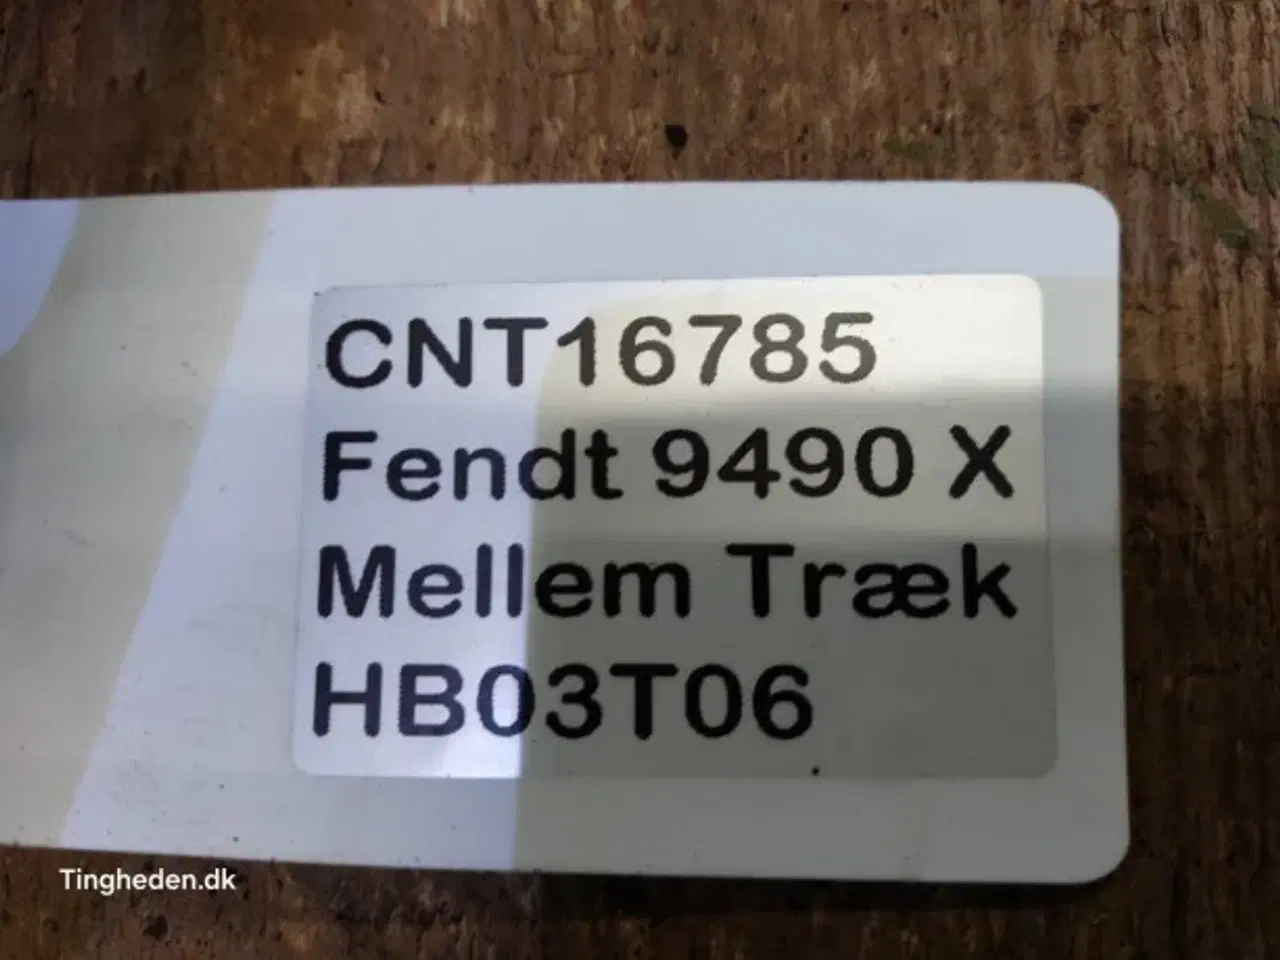 CNT16785
Fendt 9490 X
Mellem Træk
HB03T06
Tingheden.dk